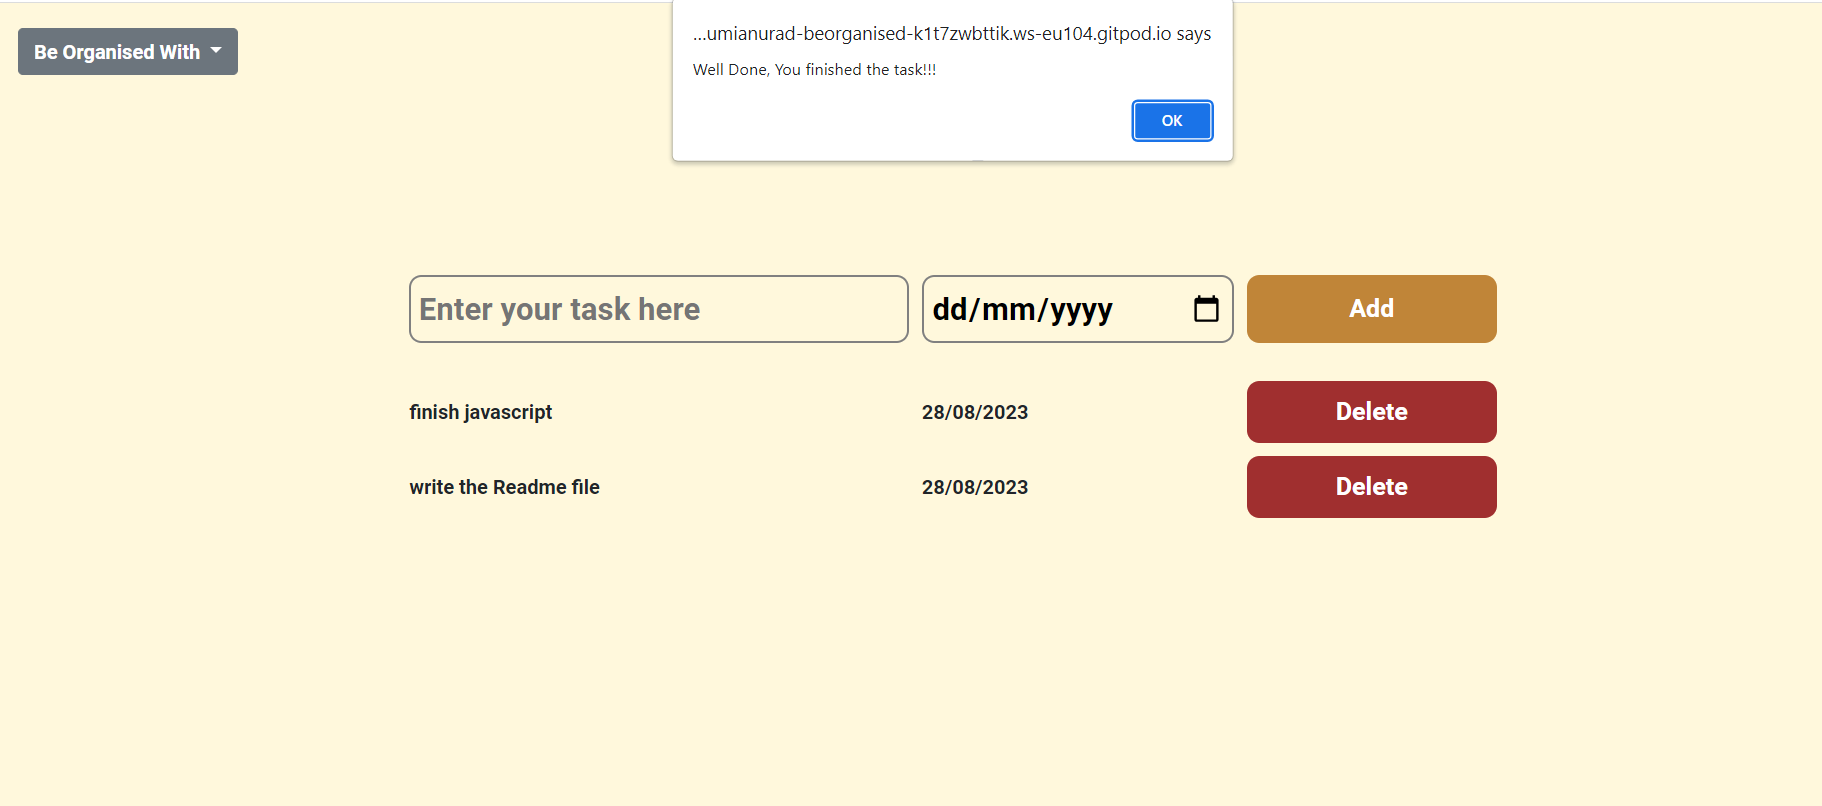 ...umianurad-beorganised-k1t7zwbttik.ws-eu104.gitpod.io says
Well Done, You finished the task!!!
OK
Be Organised With
Enter your task here
dd/mm/yyyy
Add
finish javascript
28/08/2023
Delete
write the Readme file
28/08/2023
Delete